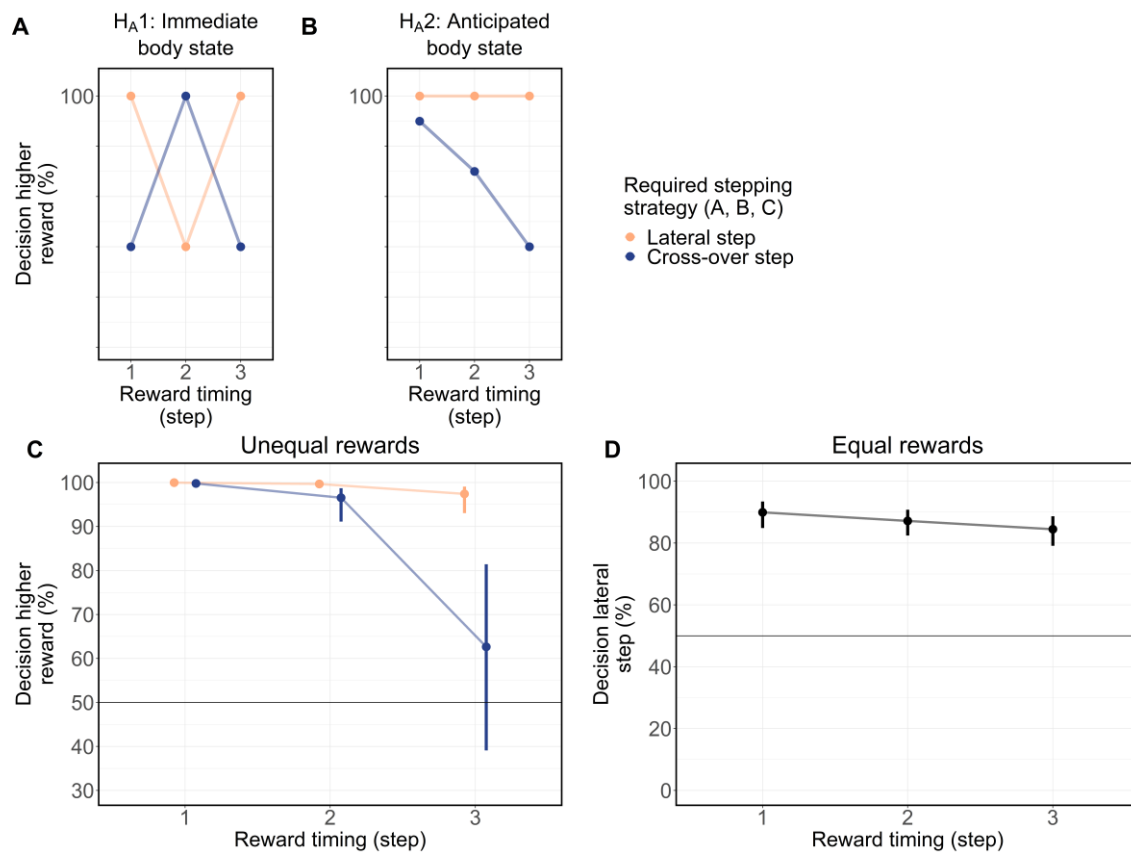 A
H_A1: Immediate
body state
100
Decision higher
reward (%)
1 2 3
Reward timing
(step)
B
H_A2: Anticipated
body state
100
1 2 3
Reward timing
(step)
Required stepping
strategy (A, B, C)
Lateral step
Cross-over step
C
Unequal rewards
100
90
80
70
60
50
40
30
Decision higher
reward (%)
1 2 3
Reward timing (step)
D
Equal rewards
100
80
60
40
20
0
Decision lateral
step (%)
1 2 3
Reward timing (step)